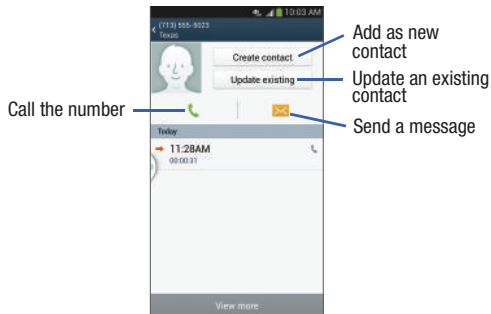 10:03 AM
(713) 555-5023
Texas
Create contact
Update existing
Today
11:28AM
00:00:31
View more
Call the number
Add as new
contact
Update an existing
contact
Send a message